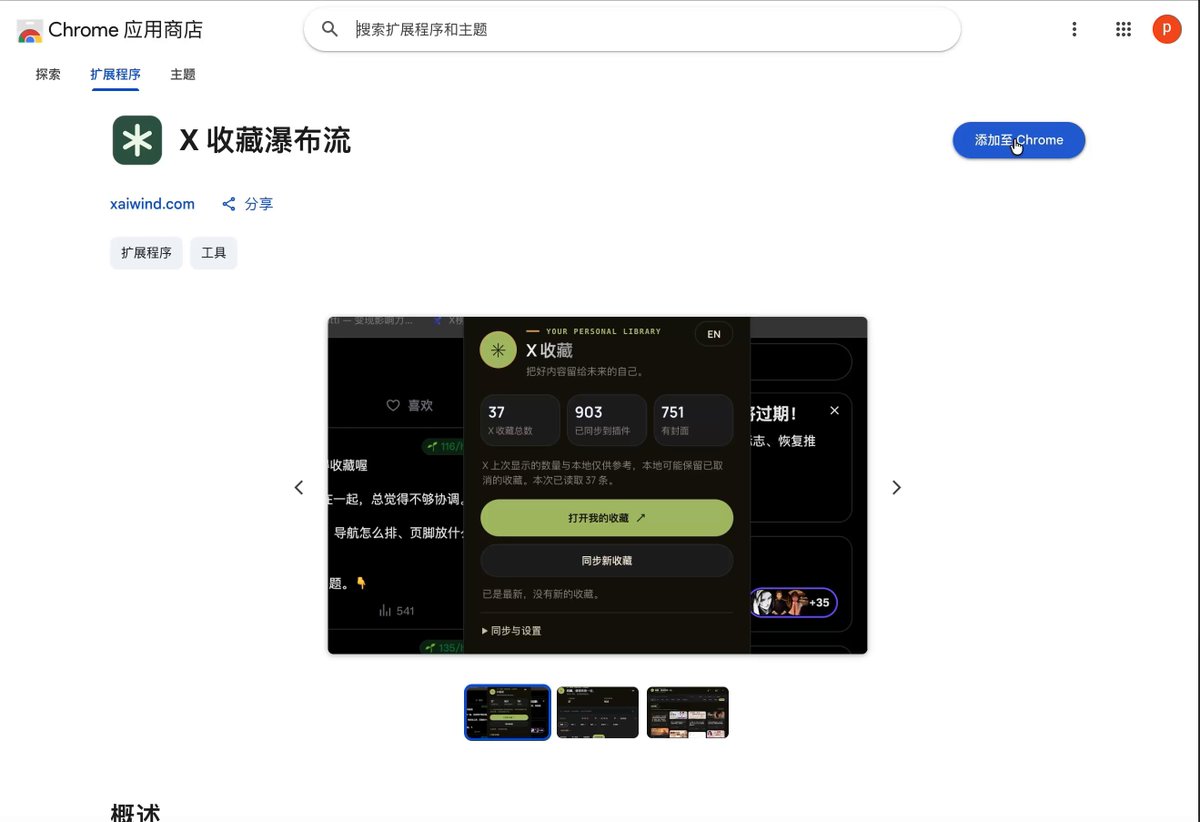 Chrome 应用商店
搜索扩展程序和主题
P
探索
扩展程序
主题
X 收藏瀑布流
添加至 Chrome
xaiwind.com
分享
扩展程序
工具
YOUR PERSONAL LIBRARY
EN
X 收藏
把好内容留给未来的自己。
37
X 收藏总数
903
已同步到插件
751
有封面
X 上次显示的数量与本地仅供参考，本地可能保留已取
消的收藏。本次已读取 37 条。
打开我的收藏 ↗
同步新收藏
已是最新，没有新的收藏。
同步与设置
喜欢
116/
收藏喔
在一起，总觉得不够协调。
导航怎么排、页脚放什
题。👇
541
135/
过期！
志、恢复推
+35
概述